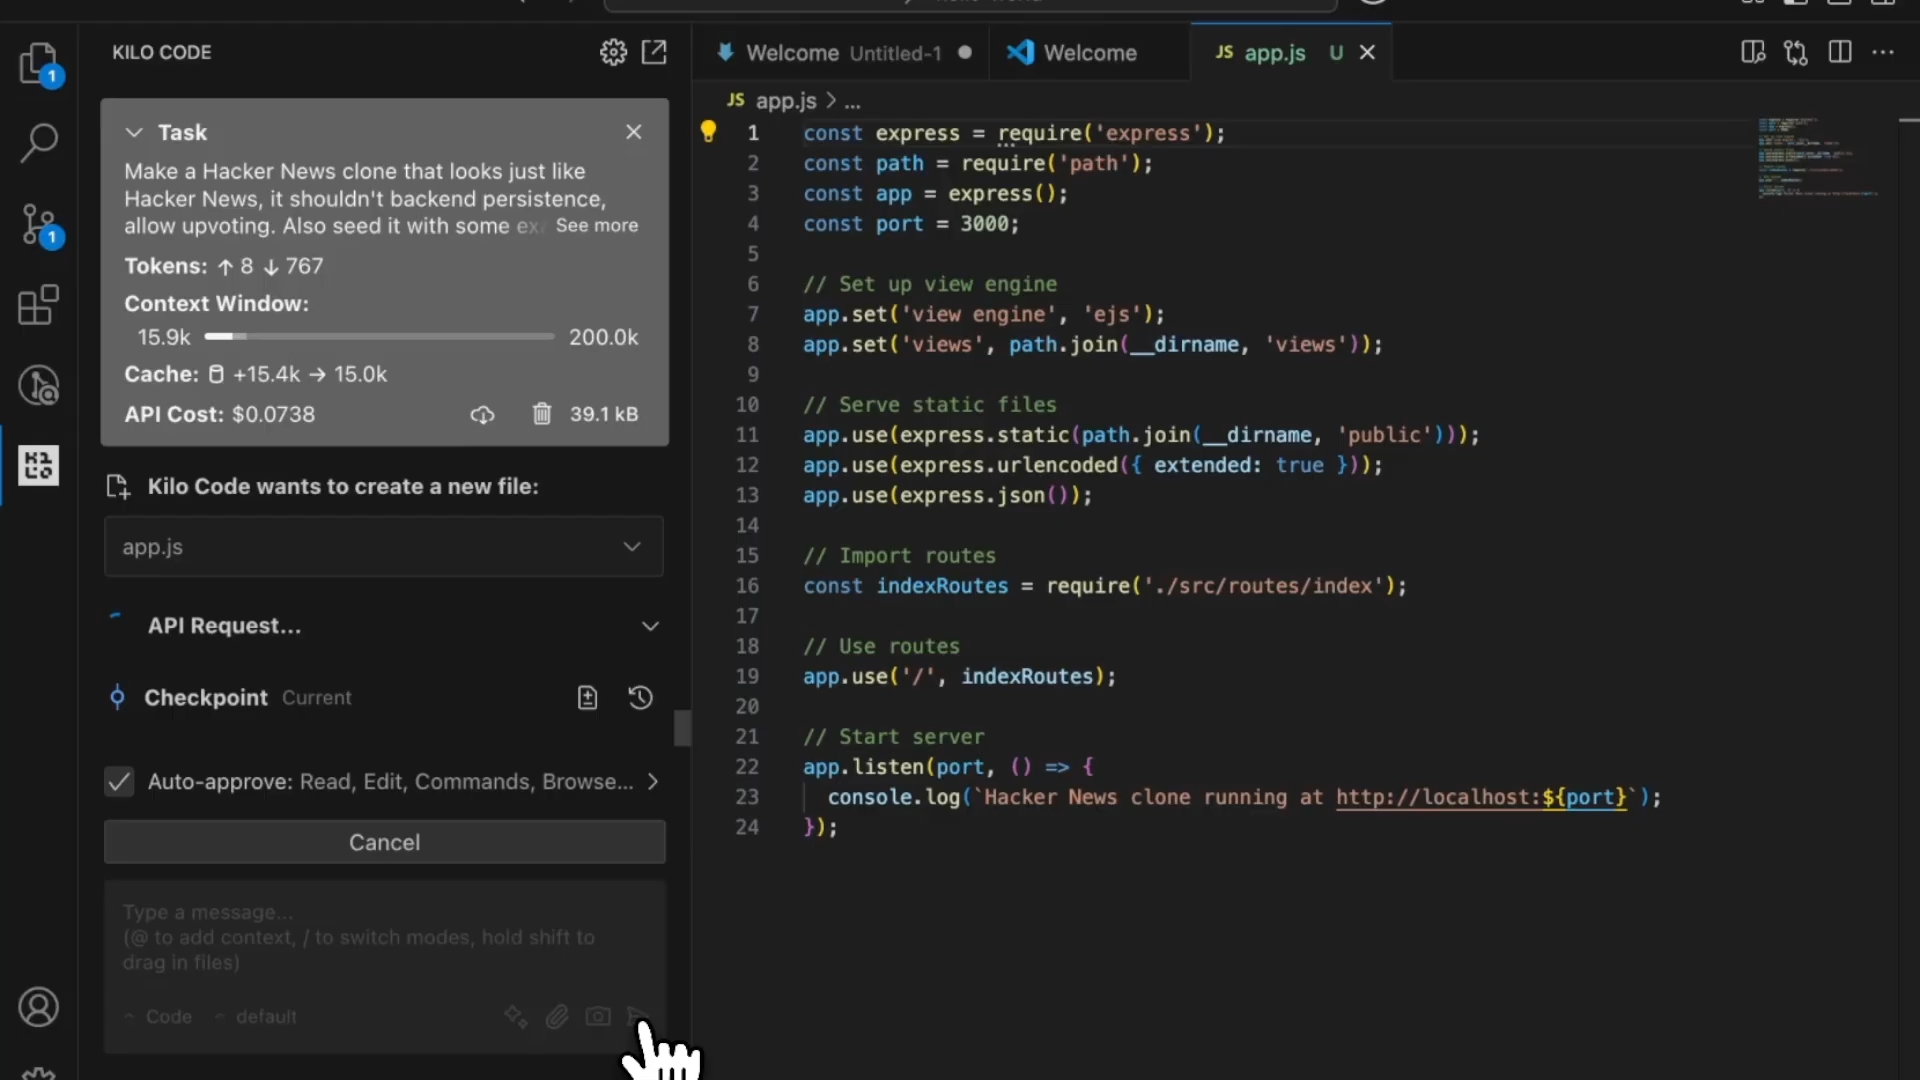 KILO CODE
Task
Make a Hacker News clone that looks just like
Hacker News, it shouldn't backend persistence,
allow upvoting. Also seed it with some See more
Tokens: ↑ 8 ↓ 767
Context Window:
15.9k 200.0k
Cache: +15.4k → 15.0k
API Cost: $0.0738 39.1 kB
Kilo Code wants to create a new file:
app.js
API Request...
Checkpoint Current
Auto-approve: Read, Edit, Commands, Browse...
Cancel
Type a message...
(@ to add context, / to switch modes, hold shift to
drag in files)
Code default
1
1
Welcome Untitled-1
Welcome
JS app.js U
JS app.js > ...
1 const express = require('express');
2 const path = require('path');
3 const app = express();
4 const port = 3000;
5
6 // Set up view engine
7 app.set('view engine', 'ejs');
8 app.set('views', path.join(__dirname, 'views'));
9
10 // Serve static files
11 app.use(express.static(path.join(__dirname, 'public')));
12 app.use(express.urlencoded({ extended: true }));
13 app.use(express.json());
14
15 // Import routes
16 const indexRoutes = require('./src/routes/index');
17
18 // Use routes
19 app.use('/', indexRoutes);
20
21 // Start server
22 app.listen(port, () => {
23 console.log(`Hacker News clone running at http://localhost:${port}`);
24 });